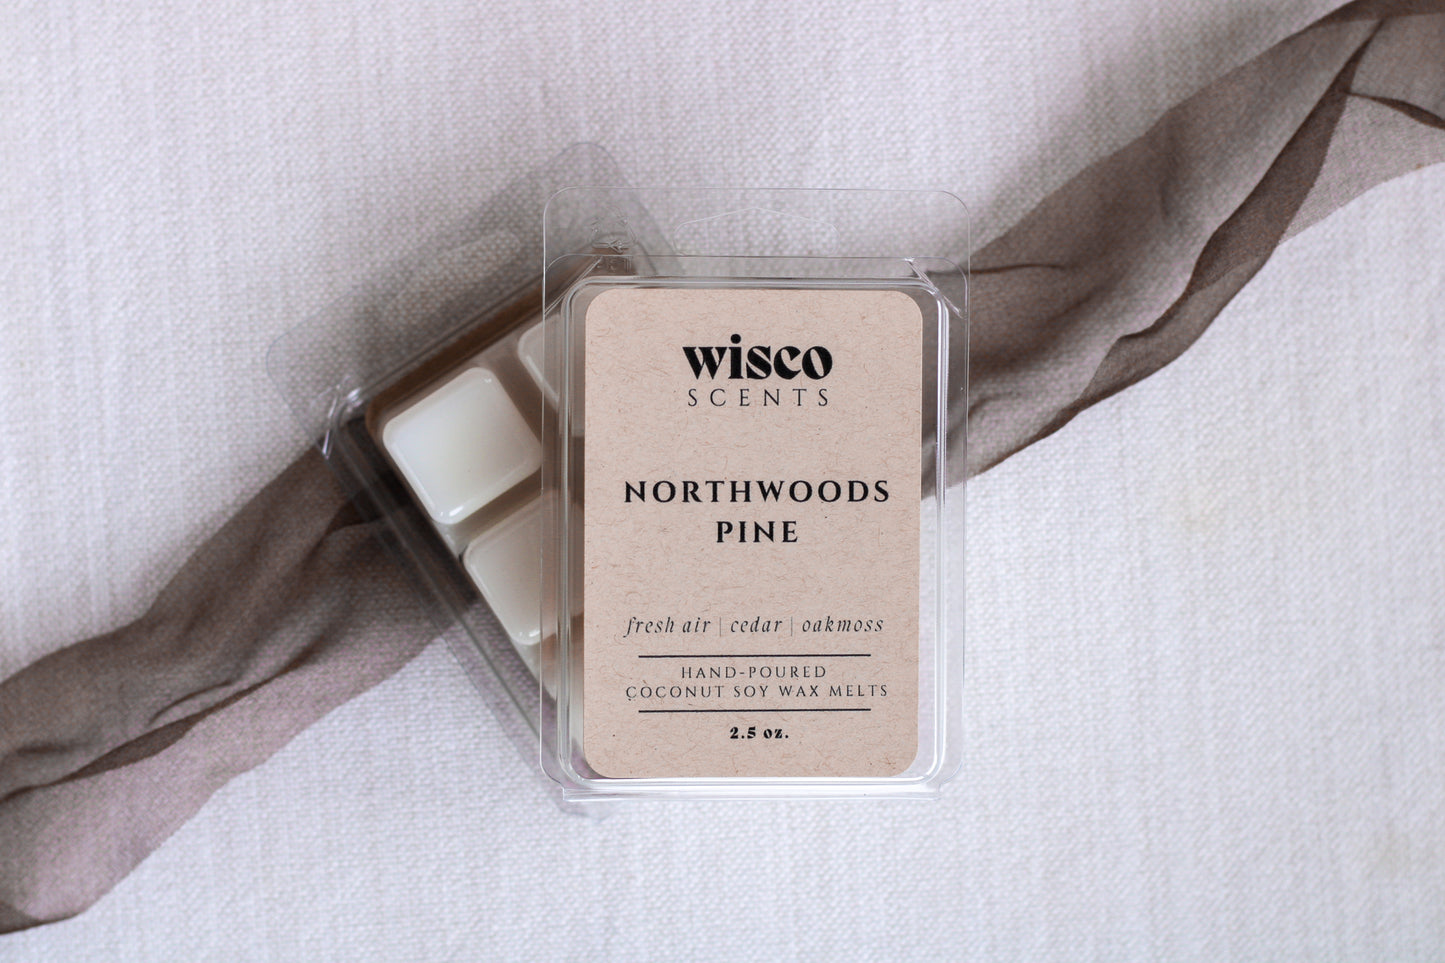 wisco
SCENTS
NORTHWOODS
PINE
fresh air | cedar | oakmoss
HAND-POURED
COCONUT SOY WAX MELTS
2.5 oz.